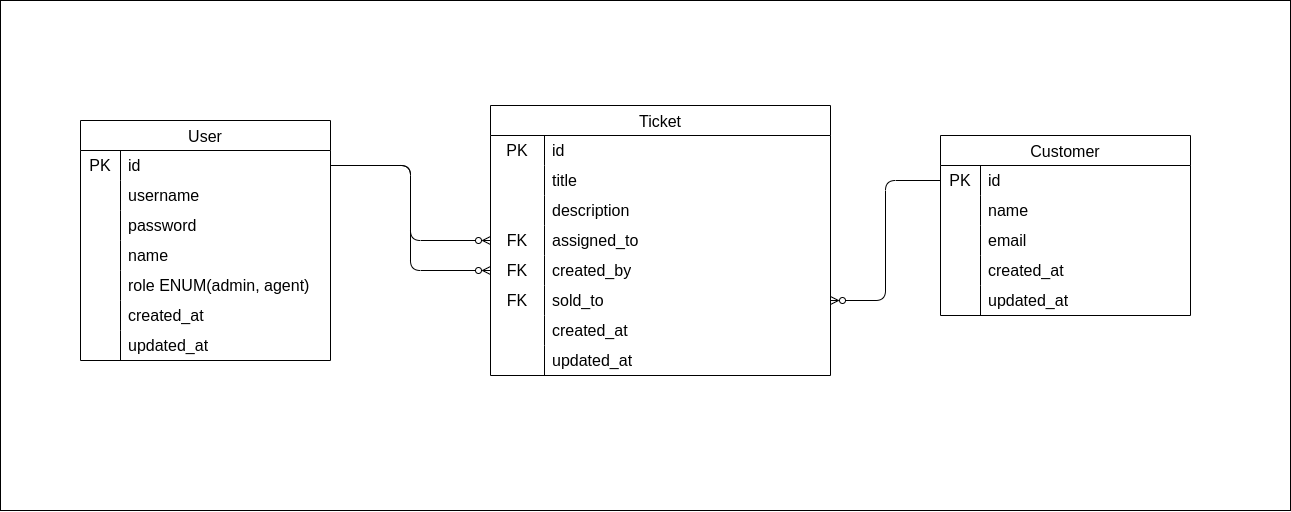 User
PK id
username
password
name
role ENUM(admin, agent)
created_at
updated_at
Ticket
PK id
title
description
FK assigned_to
FK created_by
FK sold_to
created_at
updated_at
Customer
PK id
name
email
created_at
updated_at